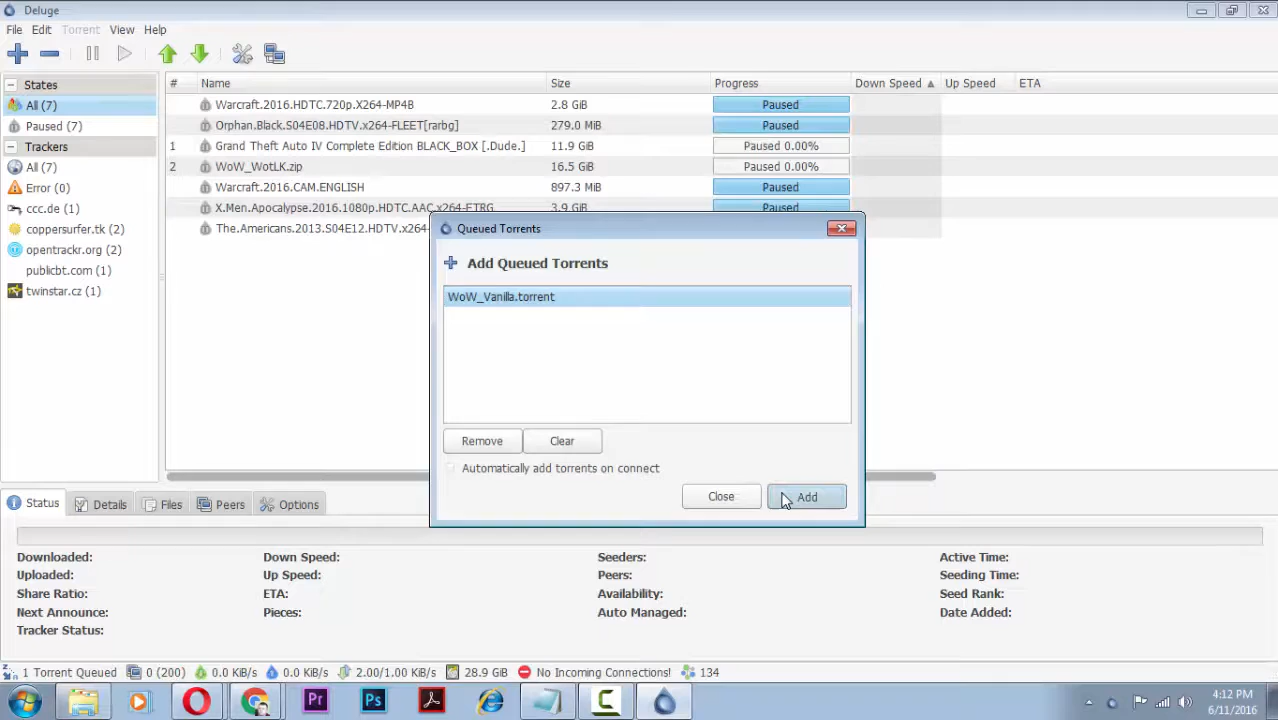 Deluge
File Edit Torrent View Help
States
All (7)
Paused (7)
Trackers
All (7)
Error (0)
ccc.de (1)
coppersurfer.tk (2)
opentrackr.org (2)
publicbt.com (1)
twinstar.cz (1)
# Name Size Progress Down Speed Up Speed ETA
Warcraft.2016.HDTC.720p.X264-MP4B 2.8 GiB Paused
Orphan.Black.S04E08.HDTV.x264-FLEET[rarbg] 279.0 MiB Paused
1 Grand Theft Auto IV Complete Edition BLACK_BOX [.Dude.] 11.9 GiB Paused 0.00%
2 WoW_WotLK.zip 16.5 GiB Paused 0.00%
Warcraft.2016.CAM.ENGLISH 897.3 MiB Paused
X.Men.Apocalypse.2016.1080p.HDTC.AAC.x264-ETRG 3.9 GiB Paused
The.Americans.2013.S04E12.HDTV.x264-
Queued Torrents
Add Queued Torrents
WoW_Vanilla.torrent
Remove Clear
Automatically add torrents on connect
Close Add
Status Details Files Peers Options
Downloaded: Down Speed: Seeders: Active Time:
Uploaded: Up Speed: Peers: Seeding Time:
Share Ratio: ETA: Availability: Seed Rank:
Next Announce: Pieces: Auto Managed: Date Added:
Tracker Status:
1 Torrent Queued 0 (200) 0.0 KiB/s 0.0 KiB/s 2.00/1.00 KiB/s 28.9 GiB No Incoming Connections! 134
Pr Ps
4:12 PM
6/11/2016